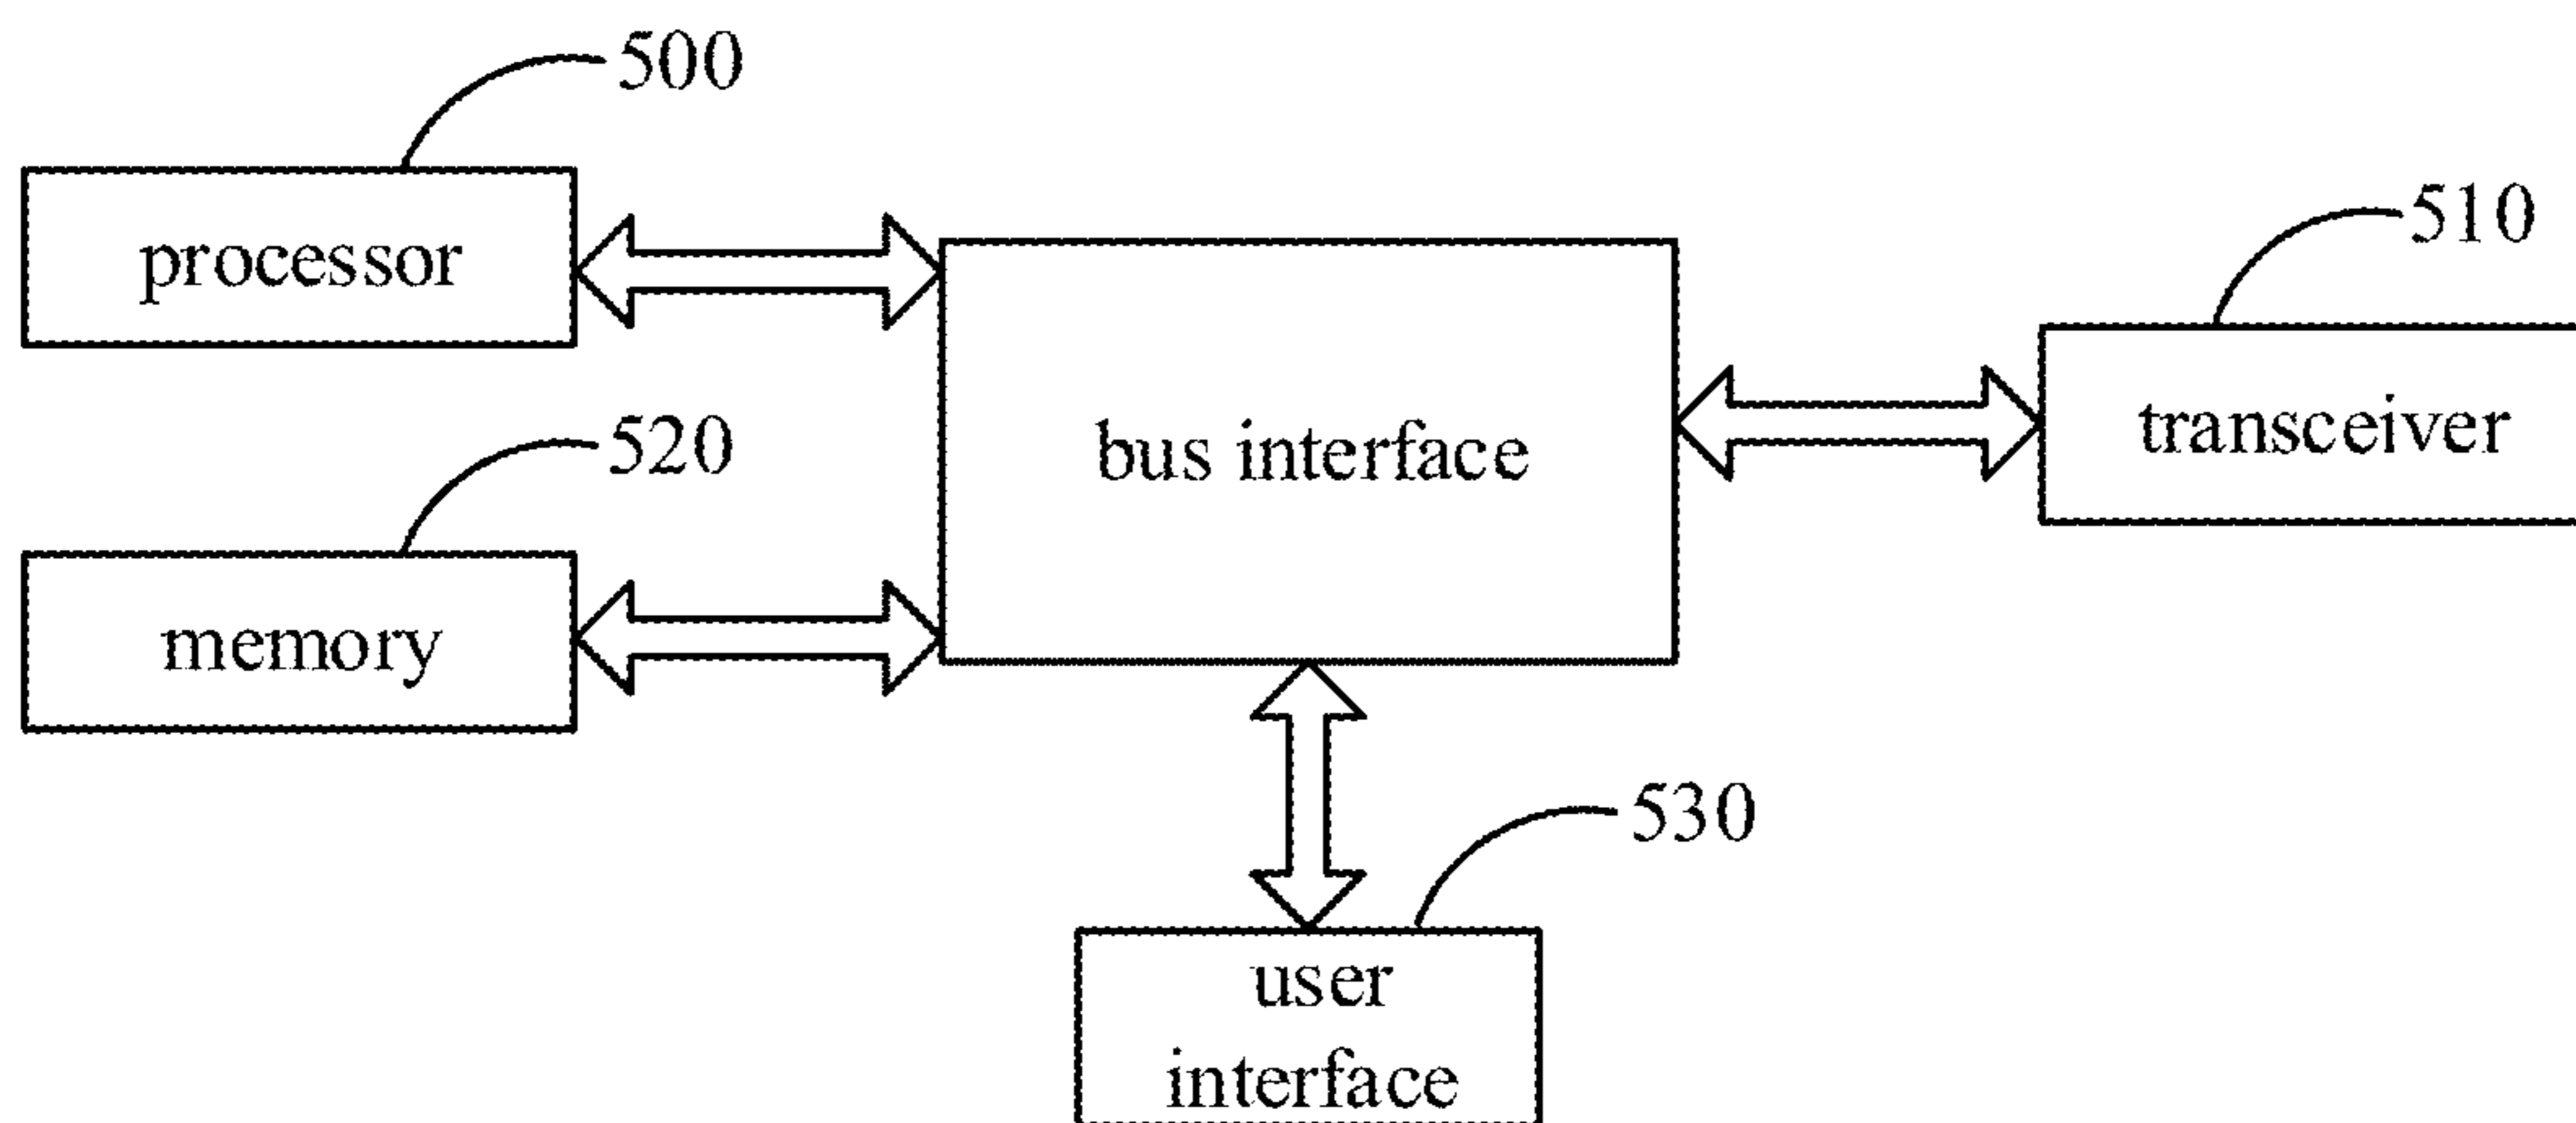 500
processor
510
bus interface
transceiver
520
memory
530
user
interface